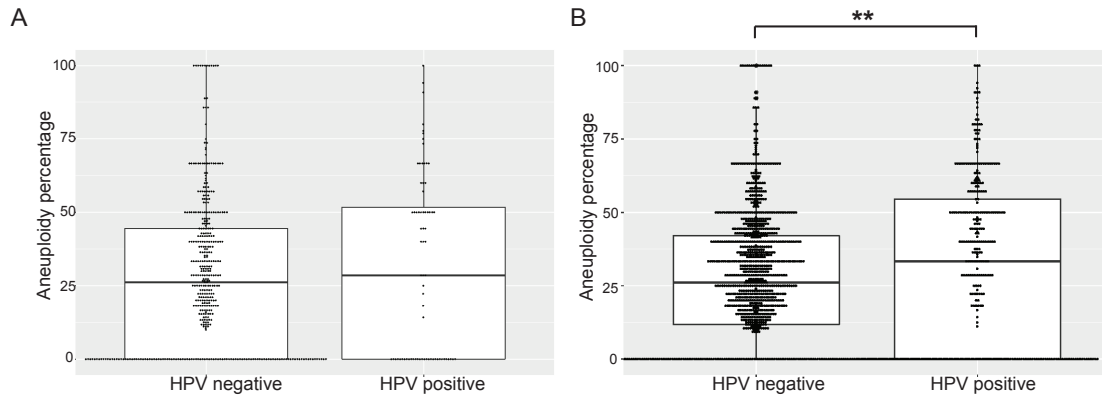 A
Aneuploidy percentage
100
75
50
25
0
HPV negative
HPV positive
B
**
Aneuploidy percentage
100
75
50
25
0
HPV negative
HPV positive